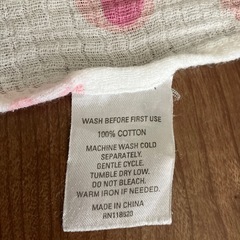 WASH BEFORE FIRST USE
100% COTTON
MACHINE WASH COLD
SEPARATELY.
GENTLE CYCLE.
TUMBLE DRY LOW.
DO NOT BLEACH.
WARM IRON IF NEEDED.
MADE IN CHINA
RN118920